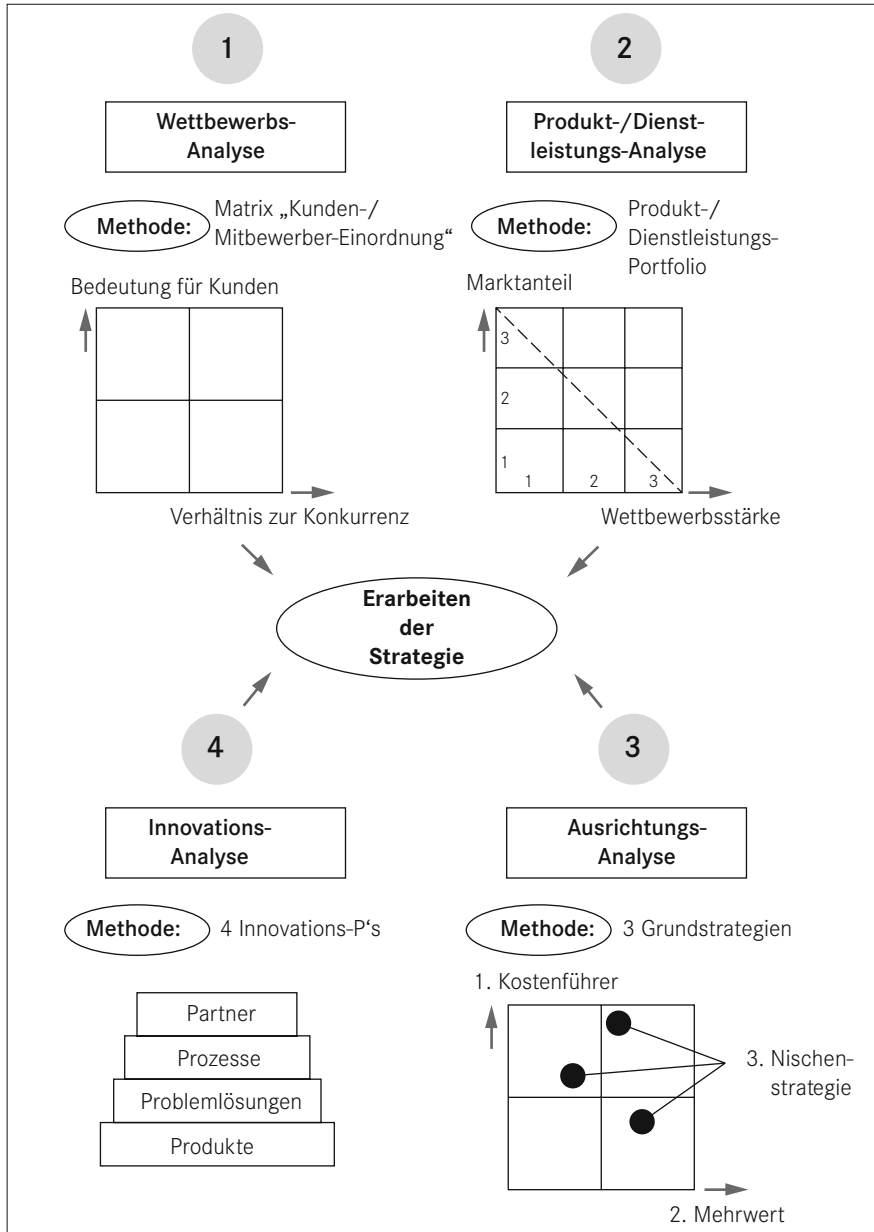 1
Wettbewerbs-
Analyse
Methode:
Matrix „Kunden-/
Mitbewerber-Einordnung“
Bedeutung für Kunden
Verhältnis zur Konkurrenz
2
Produkt-/Dienst-
leistungs-Analyse
Methode:
Produkt-/
Dienstleistungs-
Portfolio
Marktanteil
3
2
1
1 2 3
Wettbewerbsstärke
Erarbeiten
der
Strategie
4
Innovations-
Analyse
Methode:
4 Innovations-P‘s
Partner
Prozesse
Problemlösungen
Produkte
3
Ausrichtungs-
Analyse
Methode:
3 Grundstrategien
1. Kostenführer
3. Nischen-
strategie
2. Mehrwert